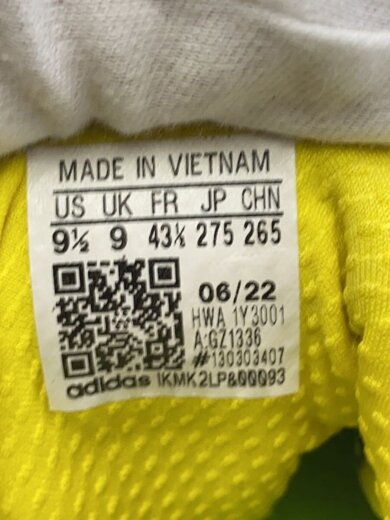 MADE IN VIETNAM
US UK FR JP CHN
9½ 9 43⅓ 275 265
06/22
HWA 1Y3001
A:GZ1336
#130303407
adidas IKMK2LP&00093